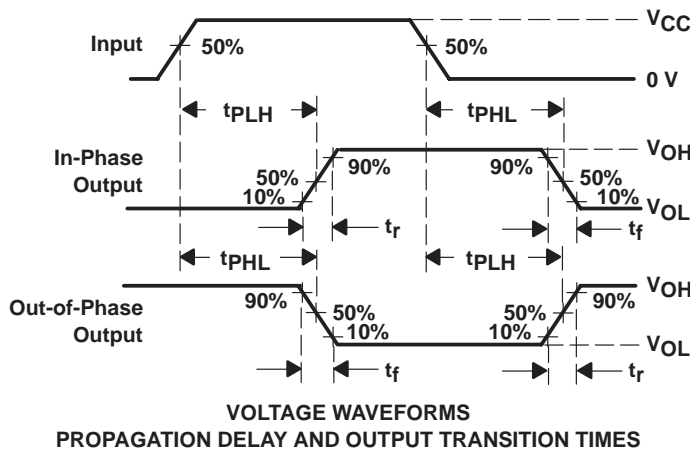 VCC
Input
50%
50%
0 V
tPLH
tPHL
In-Phase
Output
VOH
90%
90%
50%
50%
10%
10%
VOL
tr
tf
tPHL
tPLH
Out-of-Phase
Output
VOH
90%
90%
50%
50%
10%
10%
VOL
tf
tr
VOLTAGE WAVEFORMS
PROPAGATION DELAY AND OUTPUT TRANSITION TIMES